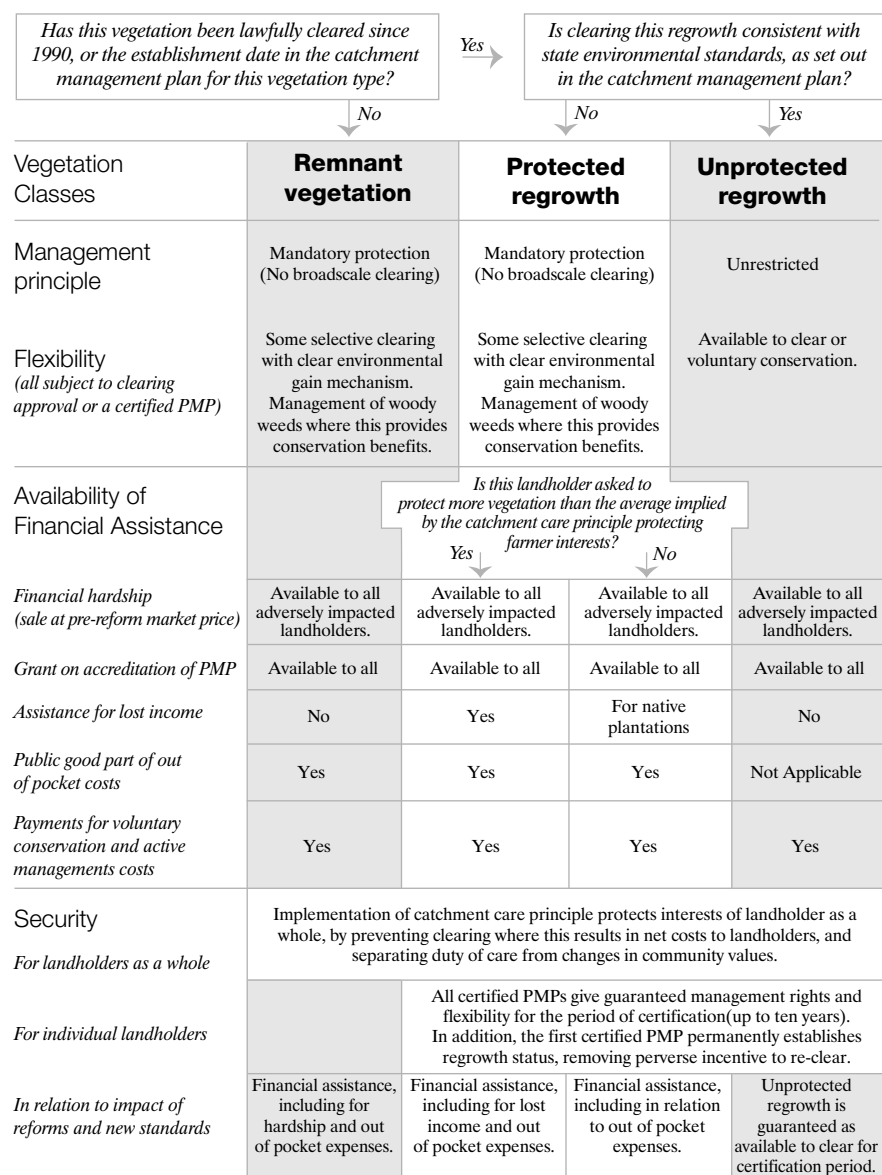 Has this vegetation been lawfully cleared since
1990, or the establishment date in the catchment
management plan for this vegetation type?
Yes
Is clearing this regrowth consistent with
state environmental standards, as set out
in the catchment management plan?
No
No
Yes
Vegetation
Classes
Remnant
vegetation
Protected
regrowth
Unprotected
regrowth
Management
principle
Mandatory protection
(No broadscale clearing)
Mandatory protection
(No broadscale clearing)
Unrestricted
Flexibility
(all subject to clearing
approval or a certified PMP)
Some selective clearing
with clear environmental
gain mechanism.
Management of woody
weeds where this provides
conservation benefits.
Some selective clearing
with clear environmental
gain mechanism.
Management of woody
weeds where this provides
conservation benefits.
Available to clear or
voluntary conservation.
Availability of
Financial Assistance
Is this landholder asked to
protect more vegetation than the average implied
by the catchment care principle protecting
farmer interests?
Yes
No
Financial hardship
(sale at pre-reform market price)
Available to all
adversely impacted
landholders.
Available to all
adversely impacted
landholders.
Available to all
adversely impacted
landholders.
Available to all
adversely impacted
landholders.
Grant on accreditation of PMP
Available to all
Available to all
Available to all
Available to all
Assistance for lost income
No
Yes
For native
plantations
No
Public good part of out
of pocket costs
Yes
Yes
Yes
Not Applicable
Payments for voluntary
conservation and active
managements costs
Yes
Yes
Yes
Yes
Security
For landholders as a whole
Implementation of catchment care principle protects interests of landholder as a
whole, by preventing clearing where this results in net costs to landholders, and
separating duty of care from changes in community values.
For individual landholders
All certified PMPs give guaranteed management rights and
flexibility for the period of certification(up to ten years).
In addition, the first certified PMP permanently establishes
regrowth status, removing perverse incentive to re-clear.
In relation to impact of
reforms and new standards
Financial assistance,
including for
hardship and out
of pocket expenses.
Financial assistance,
including for lost
income and out
of pocket expenses.
Financial assistance,
including in relation
to out of pocket
expenses.
Unprotected
regrowth is
guaranteed as
available to clear for
certification period.